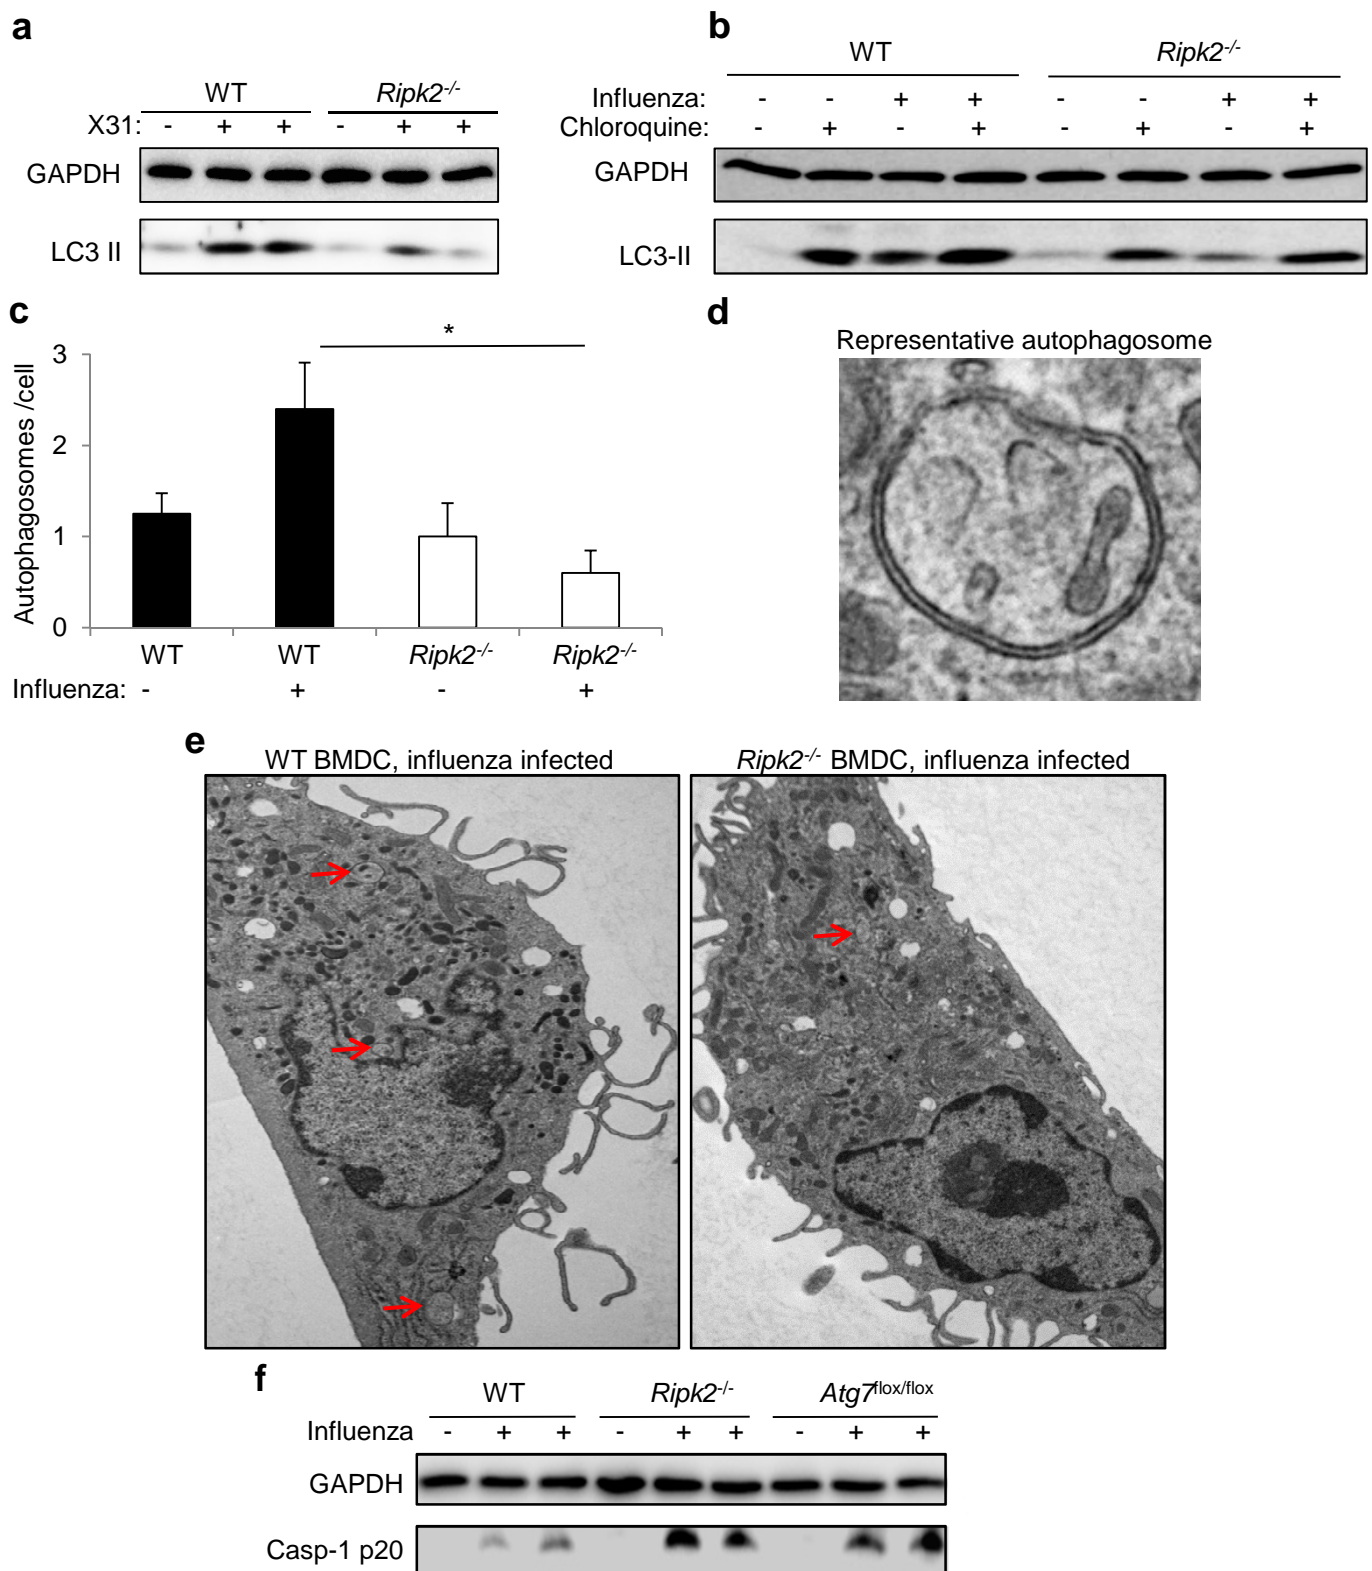 a
WT Ripk2-/-
X31: - + + - + +
GAPDH
LC3 II
b
WT Ripk2-/-
Influenza: - - + + - - + +
Chloroquine: - + - + - + - +
GAPDH
LC3-II
c
Autophagosomes /cell
*
3
2
1
0
WT WT Ripk2-/- Ripk2-/-
Influenza: - + - +
d
Representative autophagosome
e
WT BMDC, influenza infected
Ripk2-/- BMDC, influenza infected
f
WT Ripk2-/- Atg7flox/flox
Influenza - + + - + + - + +
GAPDH
Casp-1 p20